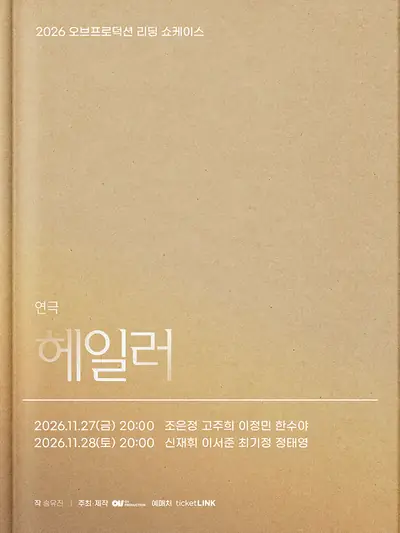 2026 오브프로덕션 리딩 쇼케이스
연극
헤일러
2026.11.27(금) 20:00 조은정 고주희 이정민 한수야
2026.11.28(토) 20:00 신재휘 이서준 최기정 정태영
작 송유진 | 주최·제작 PRODUCTION 예매처 ticketLINK